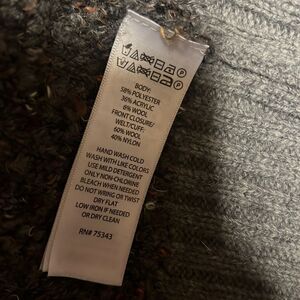 BODY:
58% POLYESTER
36% ACRYLIC
6% WOOL
FRONT CLOSURE/
WELT/CUFF:
60% WOOL
40% NYLON
HAND WASH COLD
WASH WITH LIKE COLORS
USE MILD DETERGENT
ONLY NON-CHLORINE
BLEACH WHEN NEEDED
DO NOT WRING OR TWIST
DRY FLAT
LOW IRON IF NEEDED
OR DRY CLEAN
RN# 75343